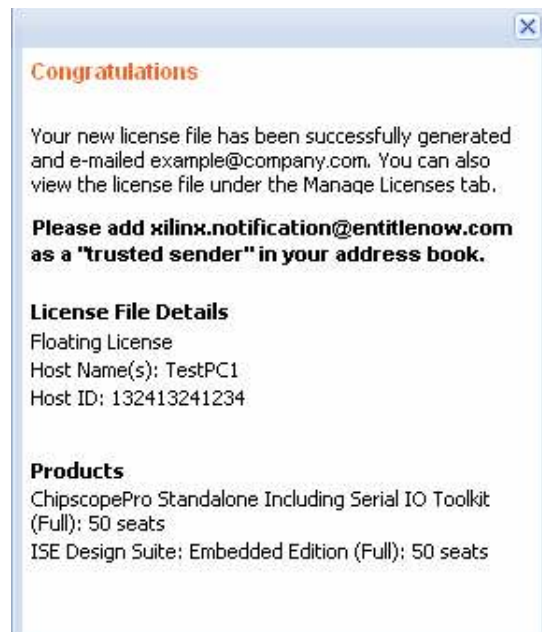 Congratulations
Your new license file has been successfully generated
and e-mailed example@company.com. You can also
view the license file under the Manage Licenses tab.
Please add xilinx.notification@entitlenow.com
as a "trusted sender" in your address book.
License File Details
Floating License
Host Name(s): TestPC1
Host ID: 132413241234
Products
ChipscopePro Standalone Including Serial IO Toolkit
(Full): 50 seats
ISE Design Suite: Embedded Edition (Full): 50 seats